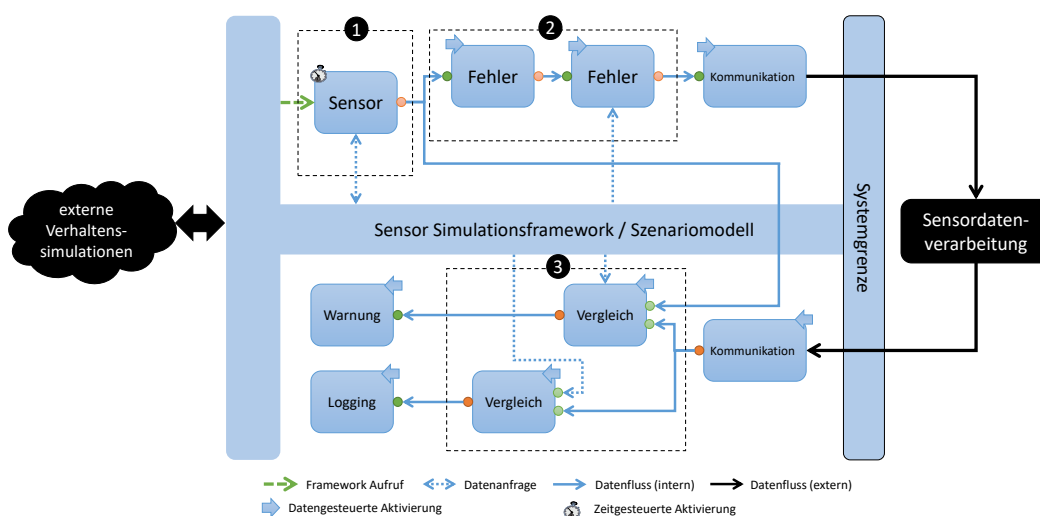 1
2
Sensor
Fehler
Fehler
Kommunikation
externe
Verhaltens-
simulationen
Sensor Simulationsframework / Szenariomodell
Systemgrenze
Sensordaten-
verarbeitung
3
Warnung
Vergleich
Kommunikation
Logging
Vergleich
Framework Aufruf
Datenanfrage
Datenfluss (intern)
Datenfluss (extern)
Datengesteuerte Aktivierung
Zeitgesteuerte Aktivierung